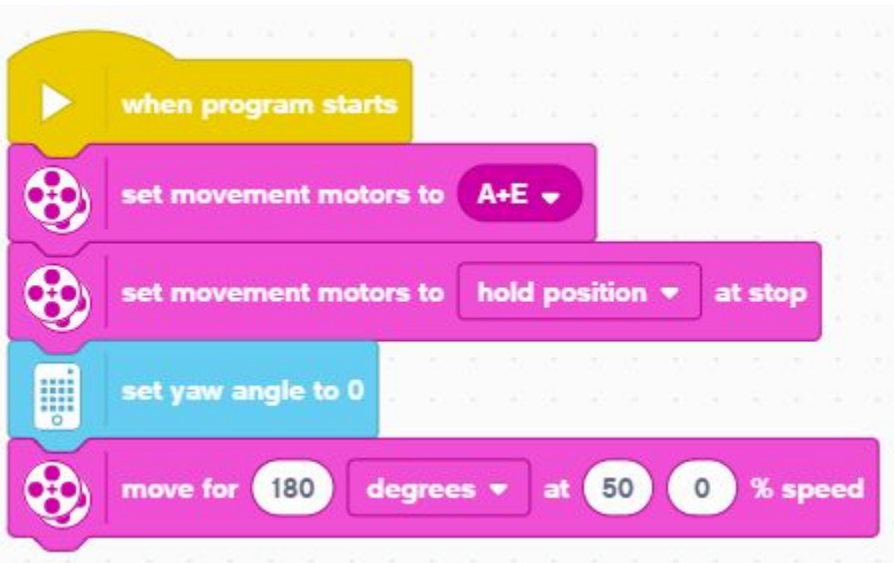 when program starts
set movement motors to A+E
set movement motors to hold position at stop
set yaw angle to 0
move for 180 degrees at 50 0 % speed